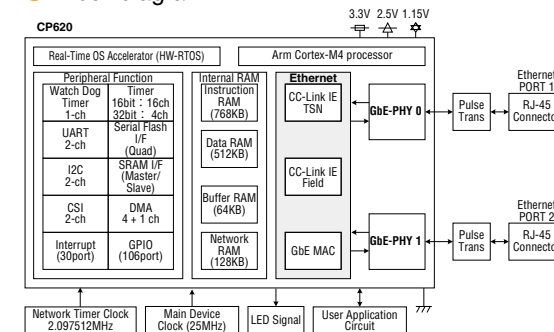 3.3V 2.5V 1.15V
CP620
Real-Time OS Accelerator (HW-RTOS)
Arm Cortex-M4 processor
Peripheral Function
Watch Dog
Timer
1-ch
Timer
16bit : 16ch
32bit : 4ch
UART
2-ch
Serial Flash
I/F
(Quad)
I2C
2-ch
SRAM I/F
(Master/
Slave)
CSI
2-ch
DMA
4 + 1 ch
Interrupt
(30port)
GPIO
(106port)
Internal RAM
Instruction
RAM
(768KB)
Data RAM
(512KB)
Buffer RAM
(64KB)
Network
RAM
(128KB)
Ethernet
CC-Link IE
TSN
CC-Link IE
Field
GbE MAC
GbE-PHY 0
Pulse
Trans
Ethernet
PORT 1
RJ-45
Connecto
GbE-PHY 1
Pulse
Trans
Ethernet
PORT 2
RJ-45
Connecto
Network Timer Clock
2.097512MHz
Main Device
Clock (25MHz)
LED Signal
User Application
Circuit